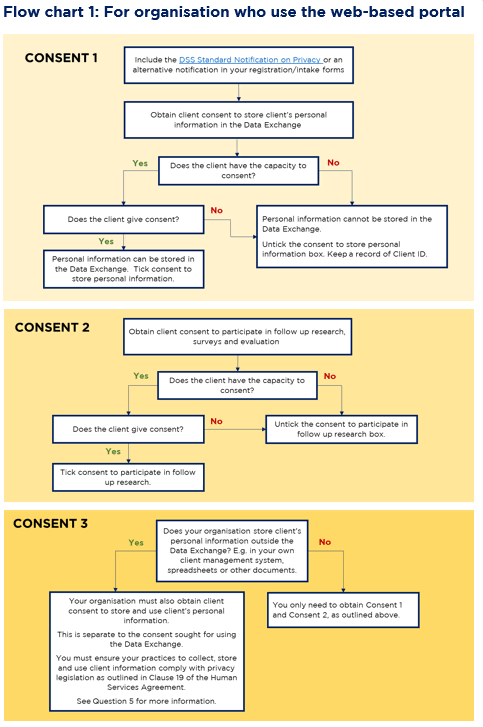 Flow chart 1: For organisation who use the web-based portal
CONSENT 1
Include the DSS Standard Notification on Privacy or an
alternative notification in your registration/intake forms
Obtain client consent to store client's personal
information in the Data Exchange
Yes
Does the client have the capacity to
consent?
No
Does the client give consent?
No
Personal information cannot be stored in the
Data Exchange.
Untick the consent to store personal
information box. Keep a record of Client ID.
Yes
Personal information can be stored in
the Data Exchange. Tick consent to
store personal information.
CONSENT 2
Obtain client consent to participate in follow up research,
surveys and evaluation
Yes
Does the client have the capacity to
consent?
No
Does the client give consent?
No
Untick the consent to participate in
follow up research box.
Yes
Tick consent to participate in follow
up research.
CONSENT 3
Does your organisation store client's
personal information outside the
Data Exchange? E.g. in your own
client management system,
spreadsheets or other documents.
Yes
No
Your organisation must also obtain client
consent to store and use client's personal
information.
This is separate to the consent sought for using
the Data Exchange.
You must ensure your practices to collect, store
and use client information comply with privacy
legislation as outlined in Clause 19 of the Human
Services Agreement.
See Question 5 for more information.
You only need to obtain Consent 1
and Consent 2, as outlined above.